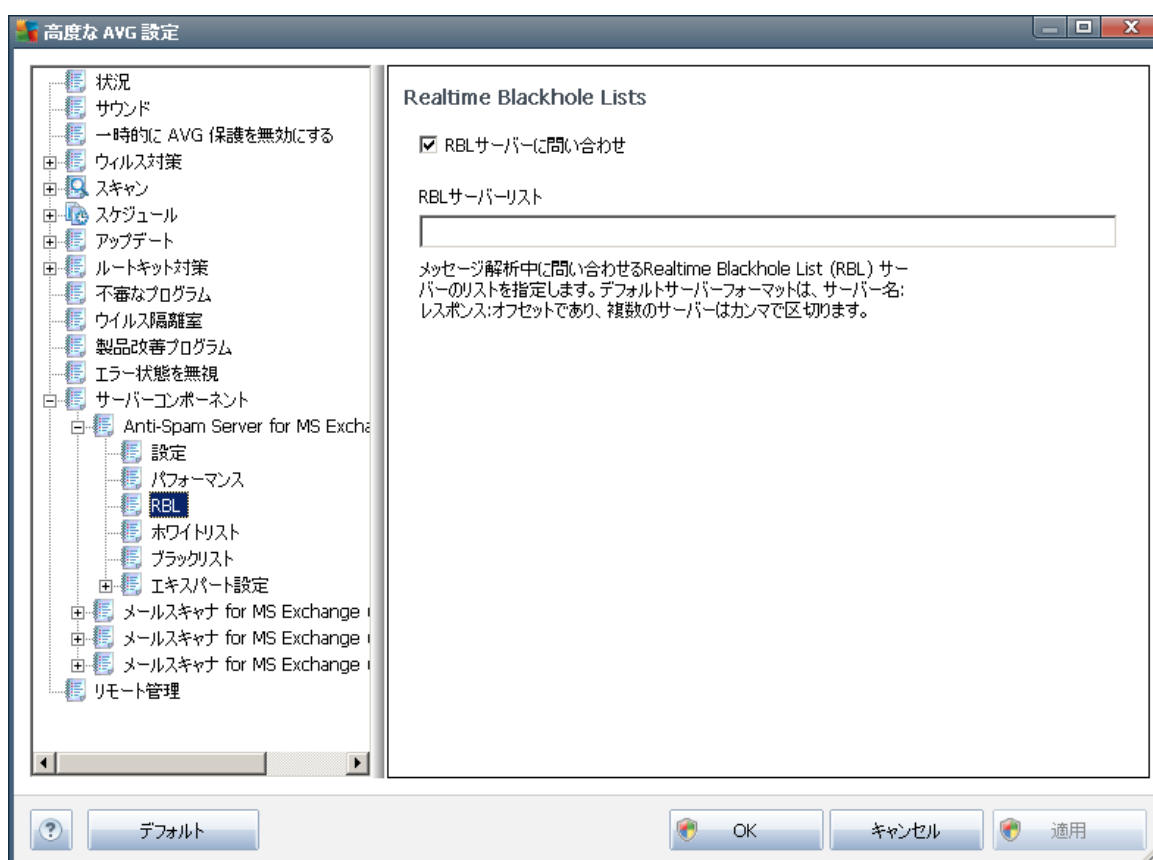 高度な AVG 設定
状況
サウンド
一時的に AVG 保護を無効にする
ウィルス対策
スキャン
スケジュール
アップデート
ルートキット対策
不審なプログラム
ウイルス隔離室
製品改善プログラム
エラー状態を無視
サーバーコンポーネント
Anti-Spam Server for MS Excha
設定
パフォーマンス
RBL
ホワイトリスト
ブラックリスト
エキスパート設定
メールスキャナ for MS Exchange
メールスキャナ for MS Exchange
メールスキャナ for MS Exchange
リモート管理
Realtime Blackhole Lists
RBLサーバーに問い合わせ
RBLサーバーリスト
メッセージ解析中に問い合わせるRealtime Blackhole List (RBL) サー
バーのリストを指定します。デフォルトサーバーフォーマットは、サーバー名:
レスポンス:オフセットであり、複数のサーバーはカンマで区切ります。
?
デフォルト
OK
キャンセル
適用